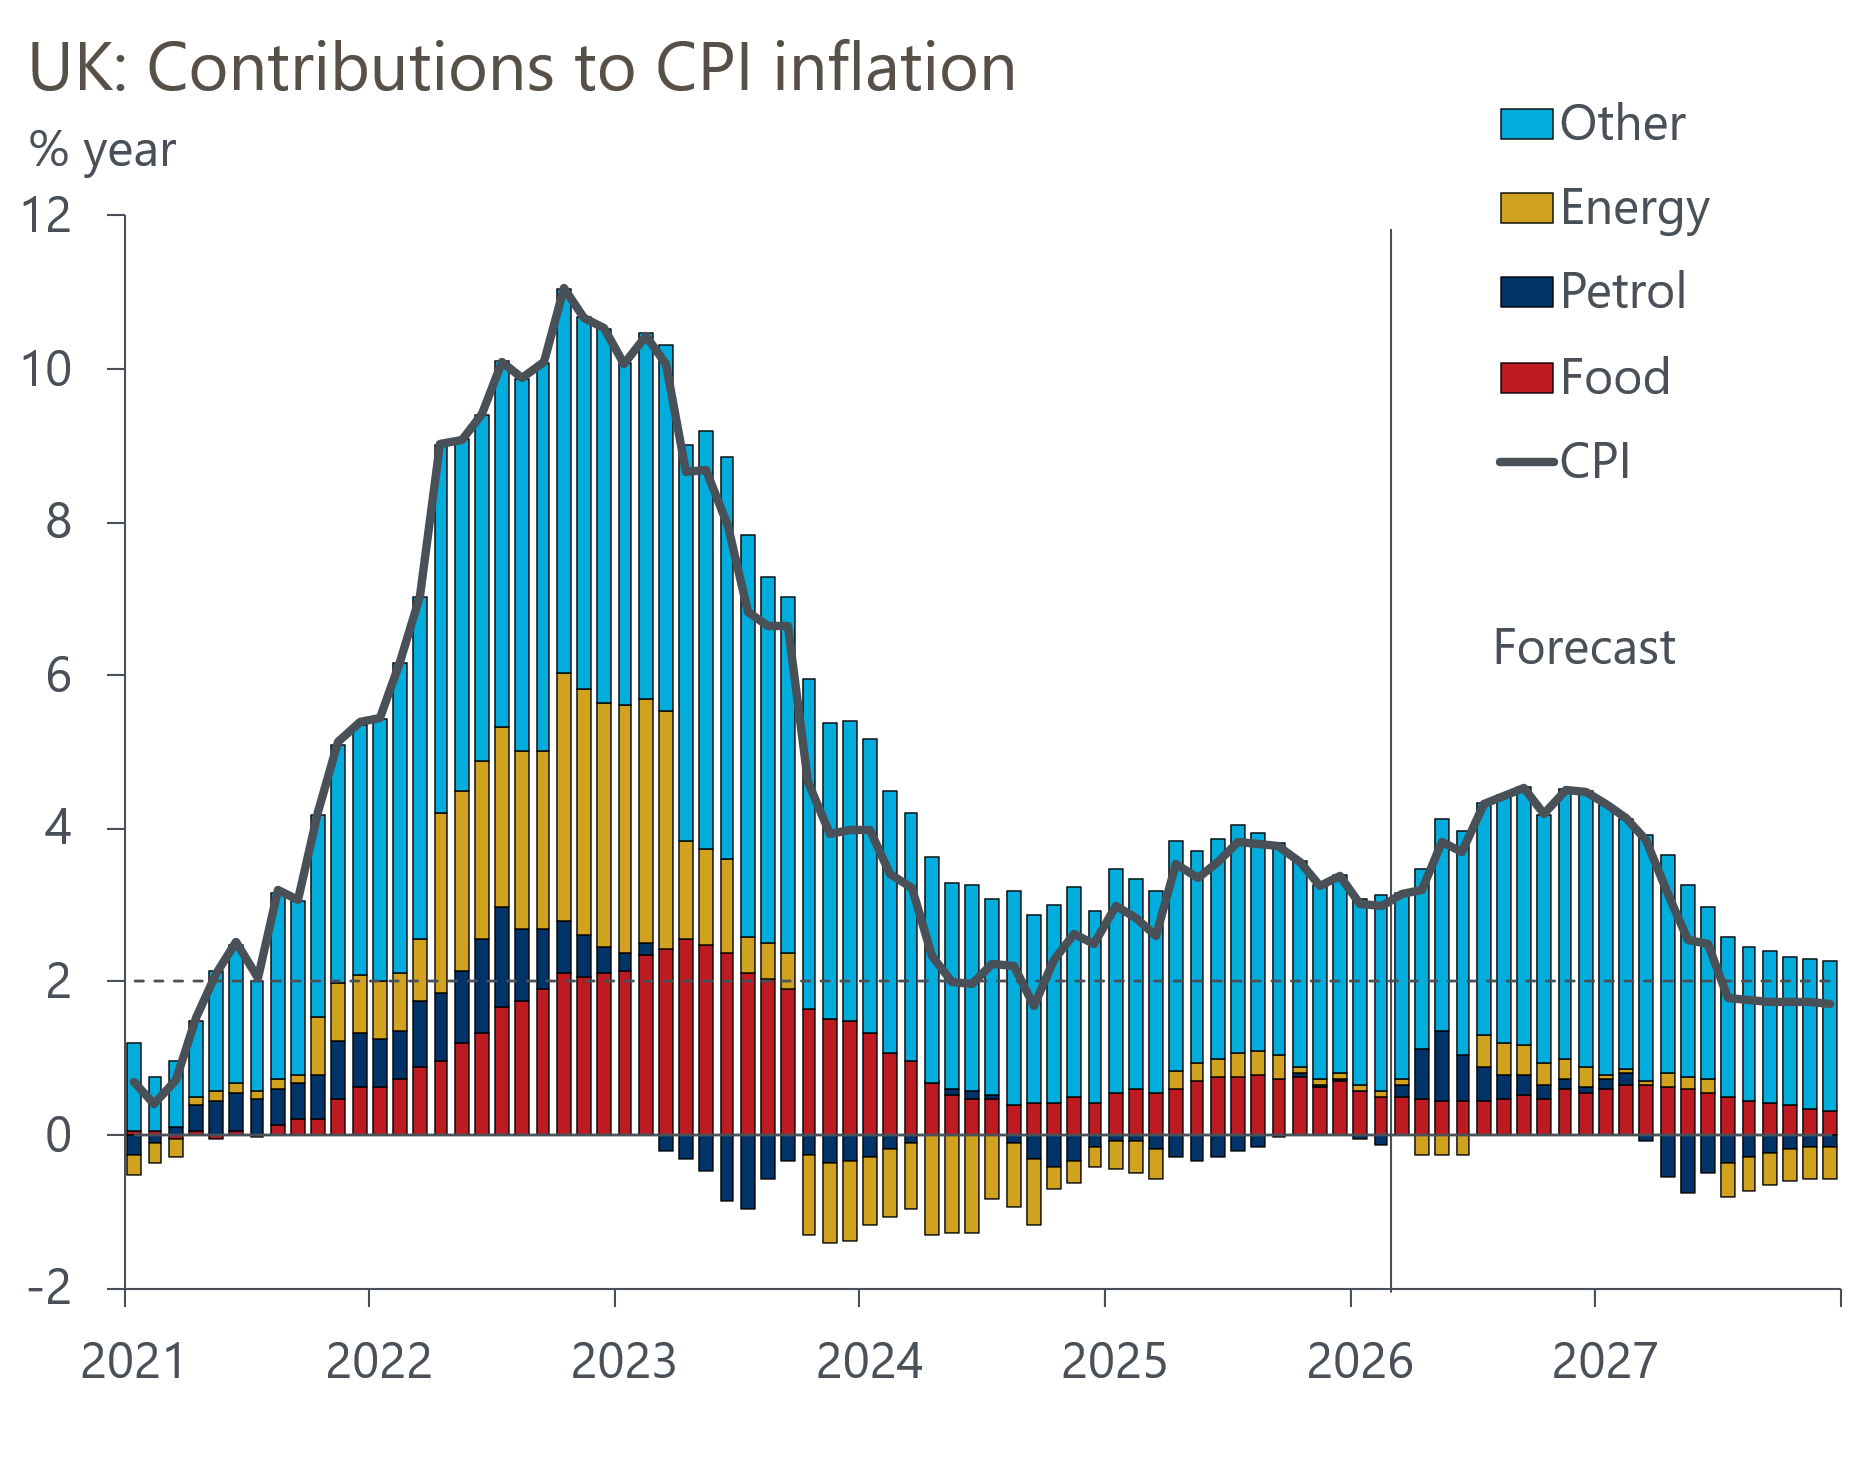 UK: Contributions to CPI inflation
% year
Other
Energy
Petrol
Food
CPI
Forecast
12
10
8
6
4
2
0
-2
2021 2022 2023 2024 2025 2026 2027